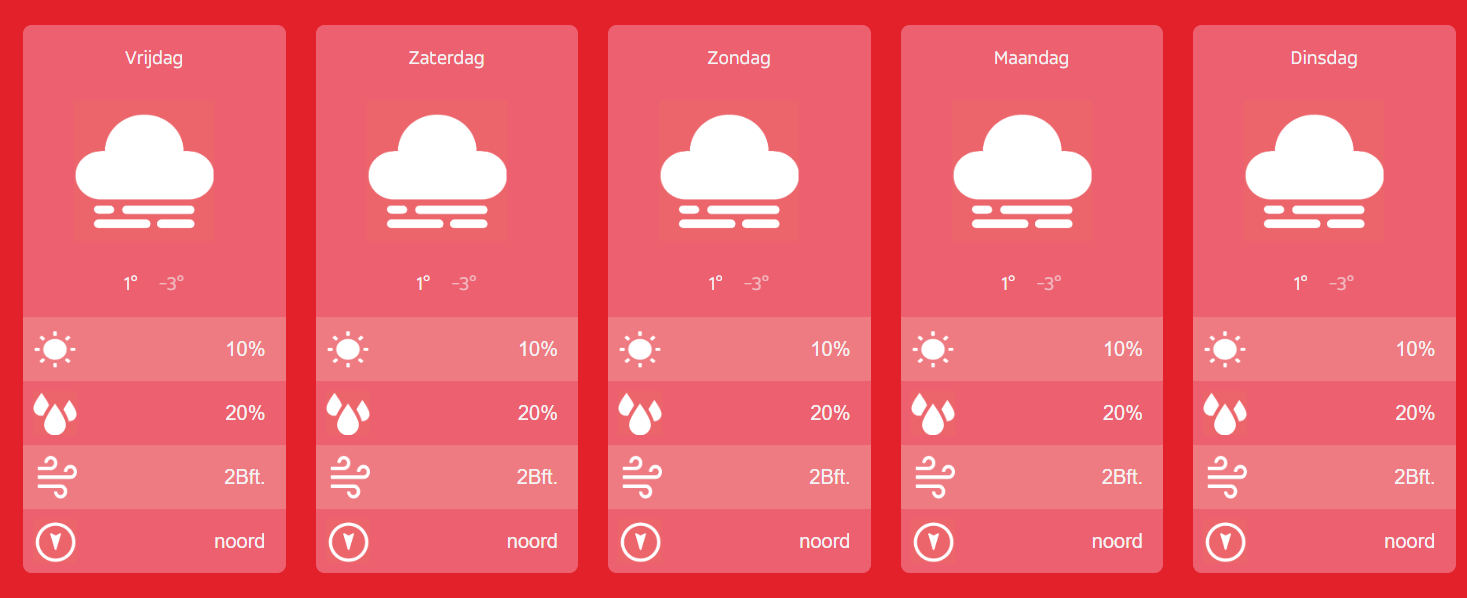 Vrijdag
1° -3°
10%
20%
2Bft.
noord
Zaterdag
1° -3°
10%
20%
2Bft.
noord
Zondag
1° -3°
10%
20%
2Bft.
noord
Maandag
1° -3°
10%
20%
2Bft.
noord
Dinsdag
1° -3°
10%
20%
2Bft.
noord